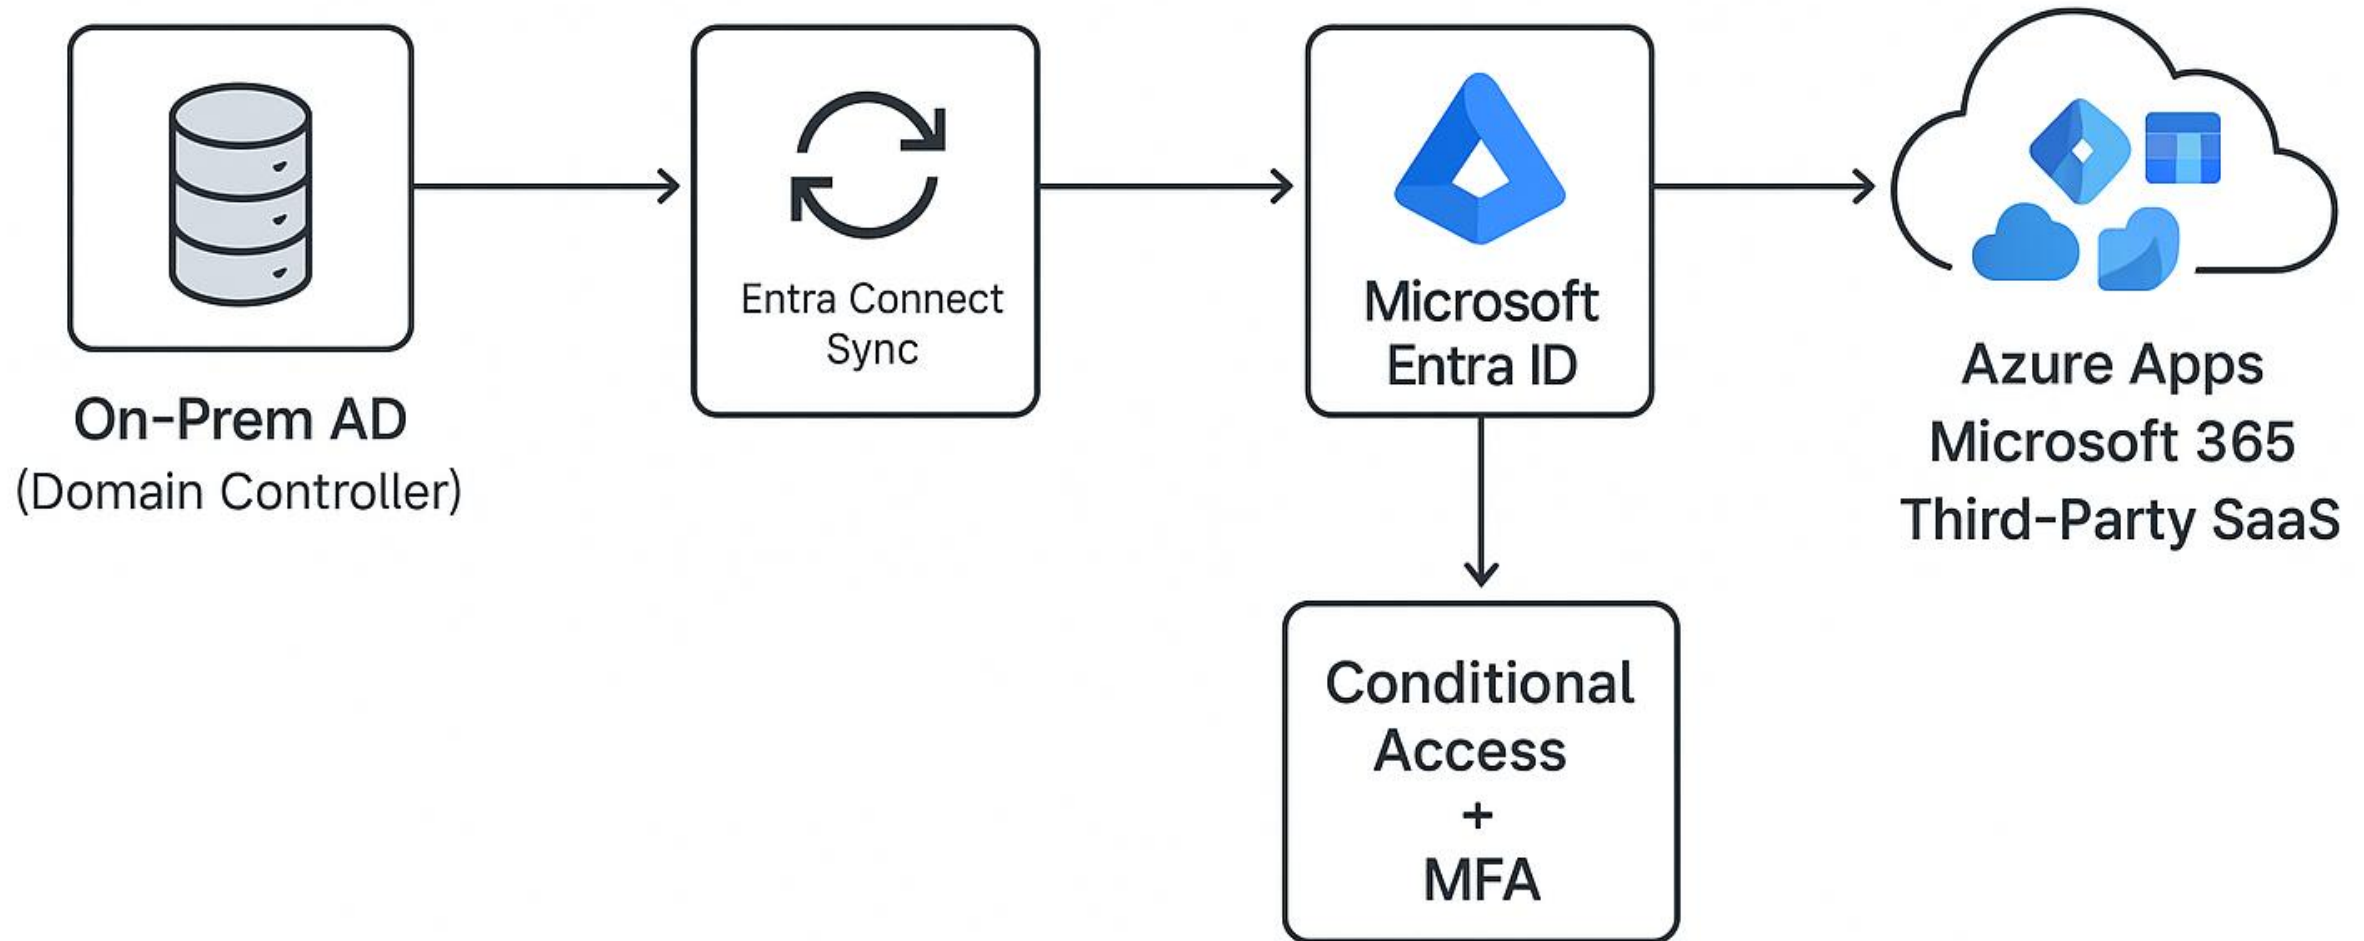 On-Prem AD
(Domain Controller)
Entra Connect
Sync
Microsoft
Entra ID
Azure Apps
Microsoft 365
Third-Party SaaS
Conditional
Access
+
MFA